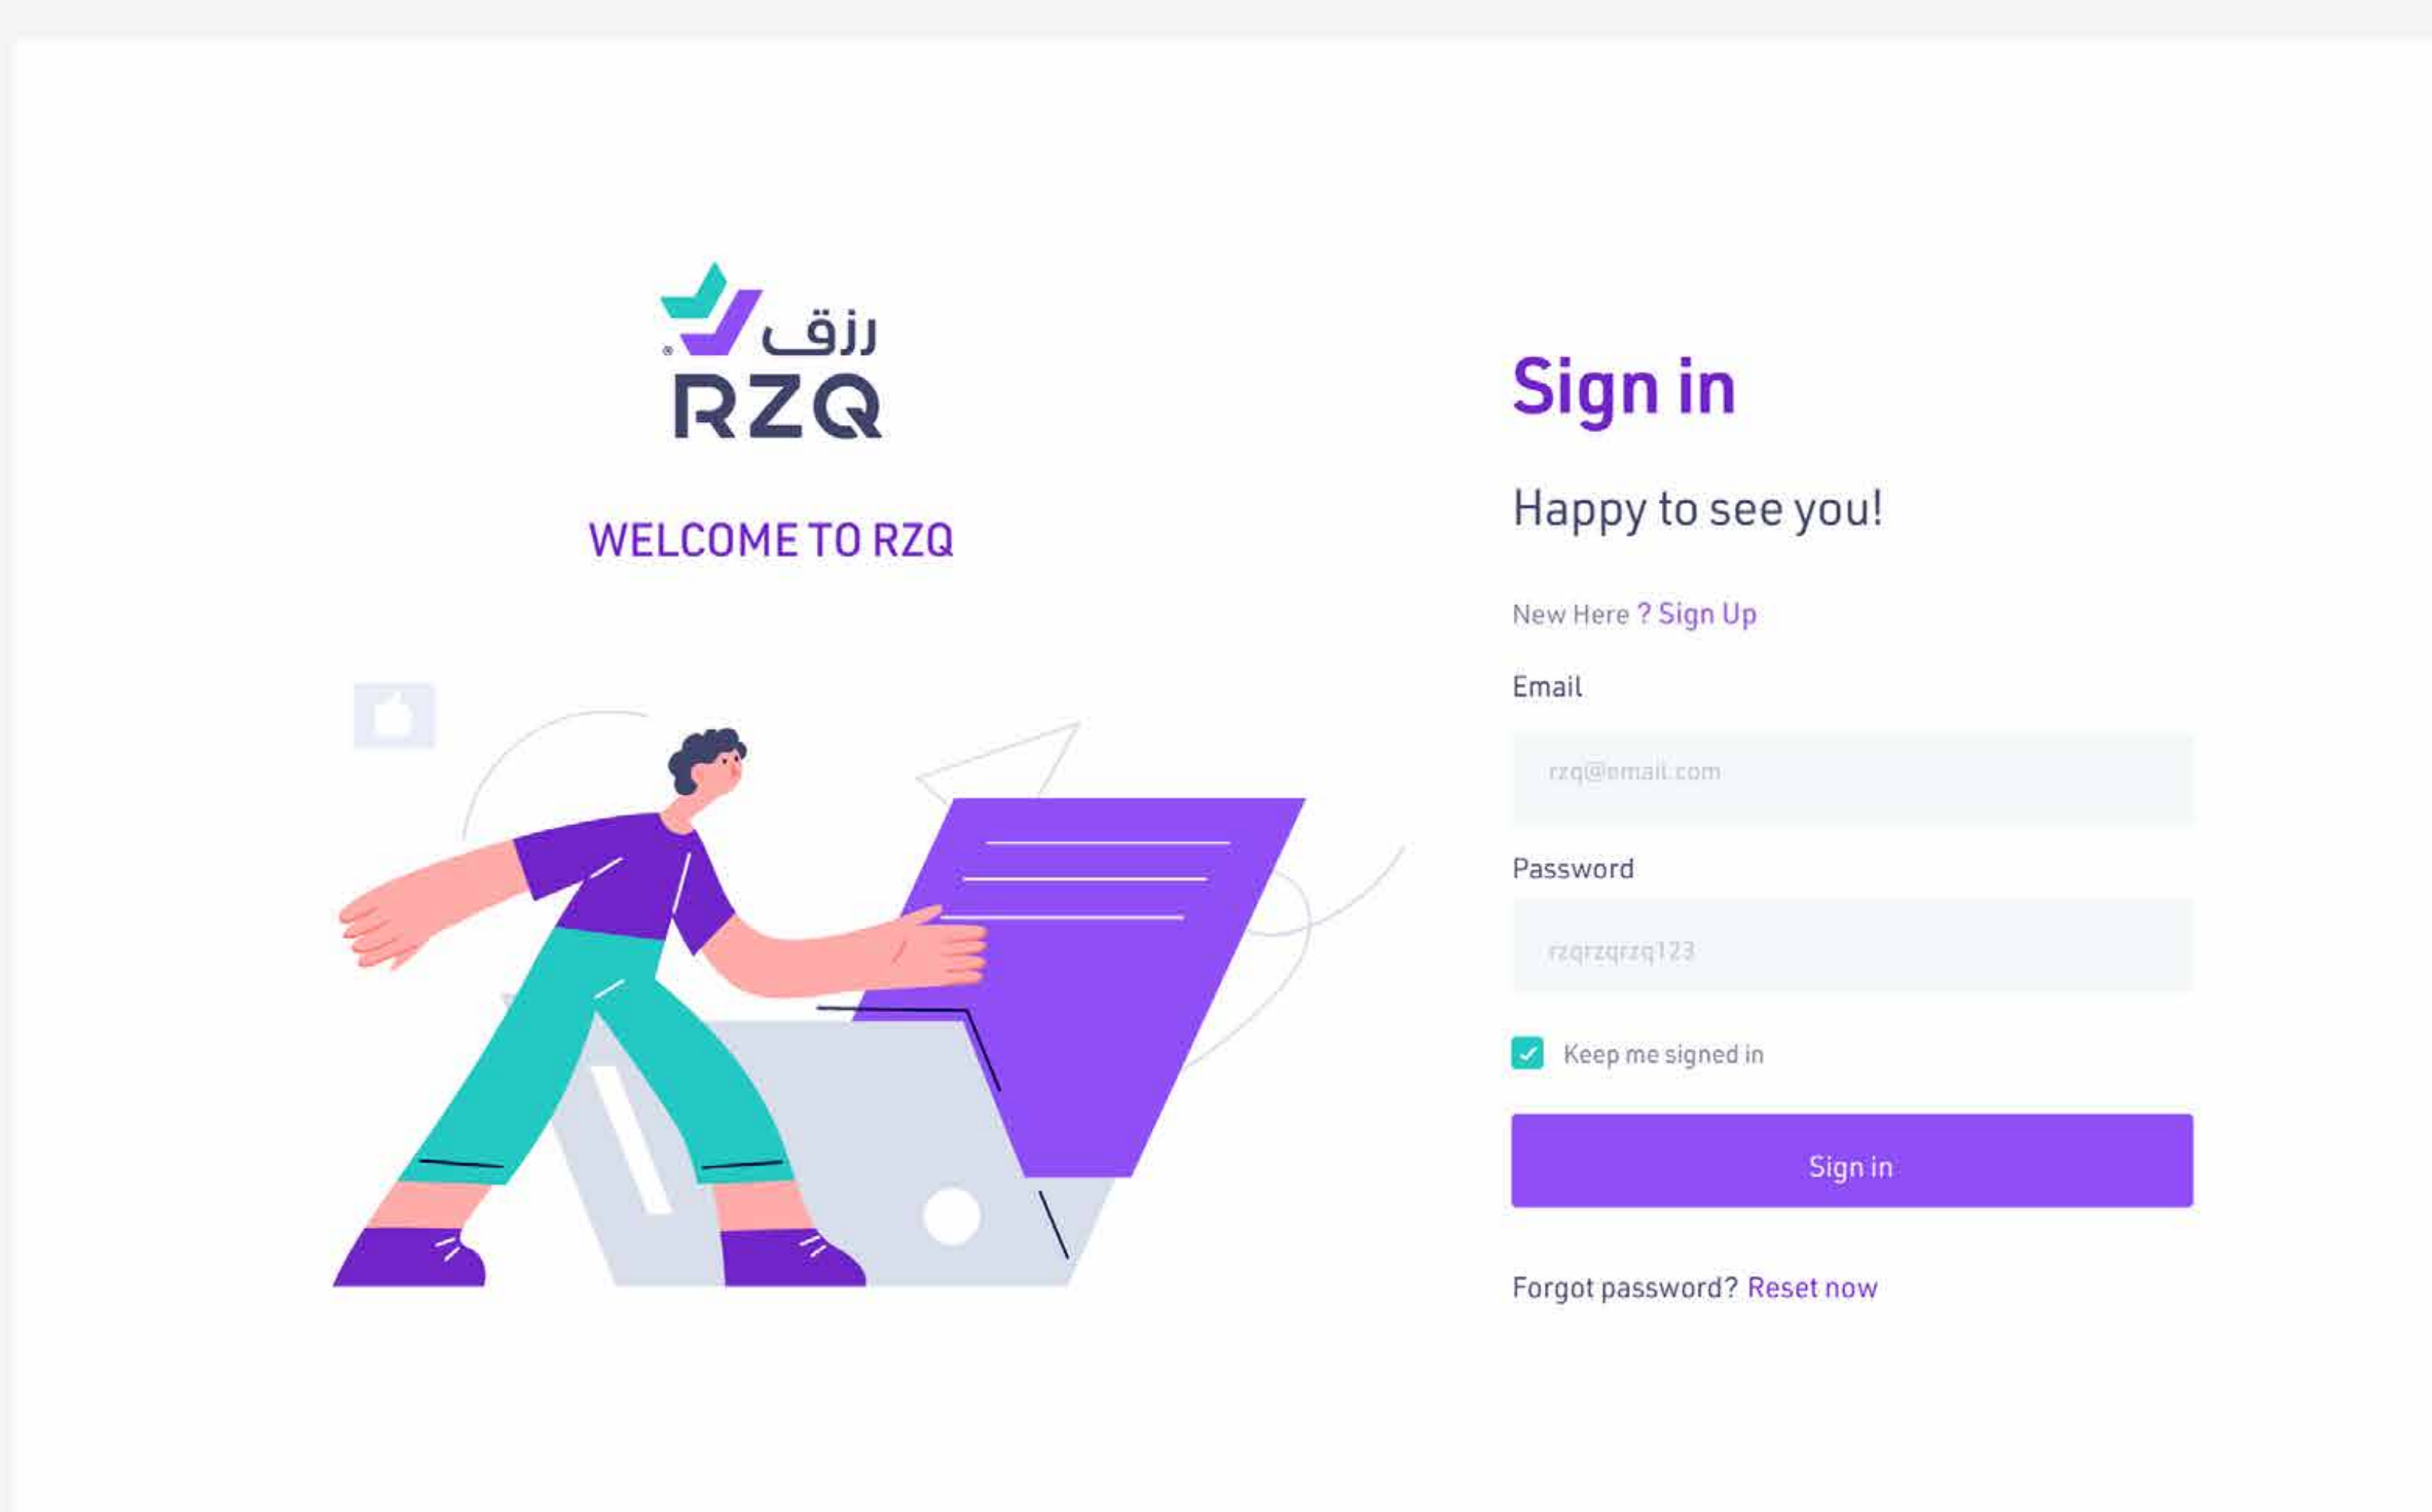 رزق
®
RZQ
WELCOME TO RZQ
Sign in
Happy to see you!
New Here ? Sign Up
Email
rzq@email.com
Password
rzqrzqrzq123
Keep me signed in
Sign in
Forgot password? Reset now